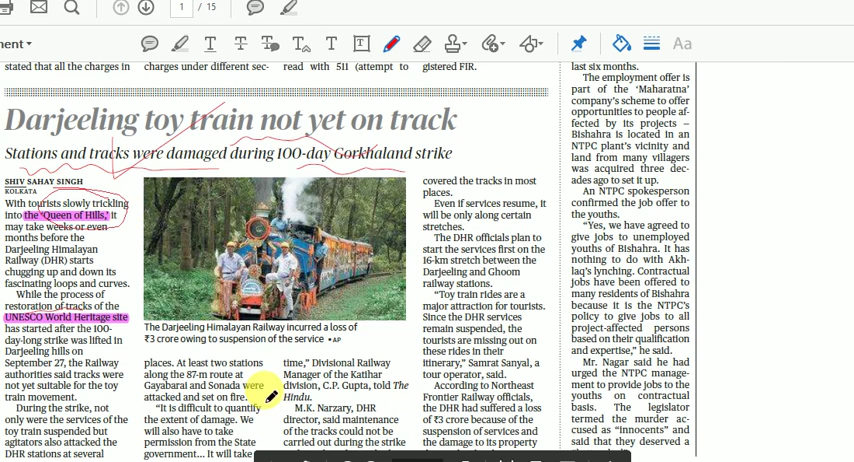 1 / 15
ment
Aa
stated that all the charges in
charges under different sec-
read with 511 (attempt to
gistered FIR.
Darjeeling toy train not yet on track
Stations and tracks were damaged during 100-day Gorkhaland strike
SHIV SAHAY SINGH
KOLKATA
With tourists slowly trickling
into the ‘Queen of Hills,’ it
may take weeks or even
months before the
Darjeeling Himalayan
Railway (DHR) starts
chugging up and down its
fascinating loops and curves.
While the process of
restoration of tracks of the
UNESCO World Heritage site
has started after the 100-
day-long strike was lifted in
Darjeeling hills on
September 27, the Railway
authorities said tracks were
not yet suitable for the toy
train movement.
During the strike, not
only were the services of the
toy train suspended but
agitators also attacked the
DHR stations at several
The Darjeeling Himalayan Railway incurred a loss of
₹3 crore owing to suspension of the service • AP
places. At least two stations
along the 87-m route at
Gayabarai and Sonada were
attacked and set on fire.
“It is difficult to quantify
the extent of damage. We
will also have to take
permission from the State
government... It will take
time,” Divisional Railway
Manager of the Katihar
division, C.P. Gupta, told The
Hindu.
M.K. Narzary, DHR
director, said maintenance
of the tracks could not be
carried out during the strike
covered the tracks in most
places.
Even if services resume, it
will be only along certain
stretches.
The DHR officials plan to
start the services first on the
16-km stretch between the
Darjeeling and Ghoom
railway stations.
“Toy train rides are a
major attraction for tourists.
Since the DHR services
remain suspended, the
tourists are missing out on
these rides in their
itinerary,” Samrat Sanyal, a
tour operator, said.
According to Northeast
Frontier Railway officials,
the DHR had suffered a loss
of ₹3 crore because of the
suspension of services and
the damage to its property
last six months.
The employment offer is
part of the ‘Maharatna’
company’s scheme to offer
opportunities to people af-
fected by its projects –
Bishahra is located in an
NTPC plant’s vicinity and
land from many villagers
was acquired three dec-
ades ago to set it up.
An NTPC spokesperson
confirmed the job offer to
the youths.
“Yes, we have agreed to
give jobs to unemployed
youths of Bishahra. It has
nothing to do with Akh-
laq’s lynching. Contractual
jobs have been offered to
many residents of Bishahra
because it is the NTPC’s
policy to give jobs to all
project-affected persons
based on their qualification
and expertise,” he said.
Mr. Nagar said he had
urged the NTPC manage-
ment to provide jobs to the
youths on contractual
basis. The legislator
termed the murder ac-
cused as “innocents” and
said that they deserved a